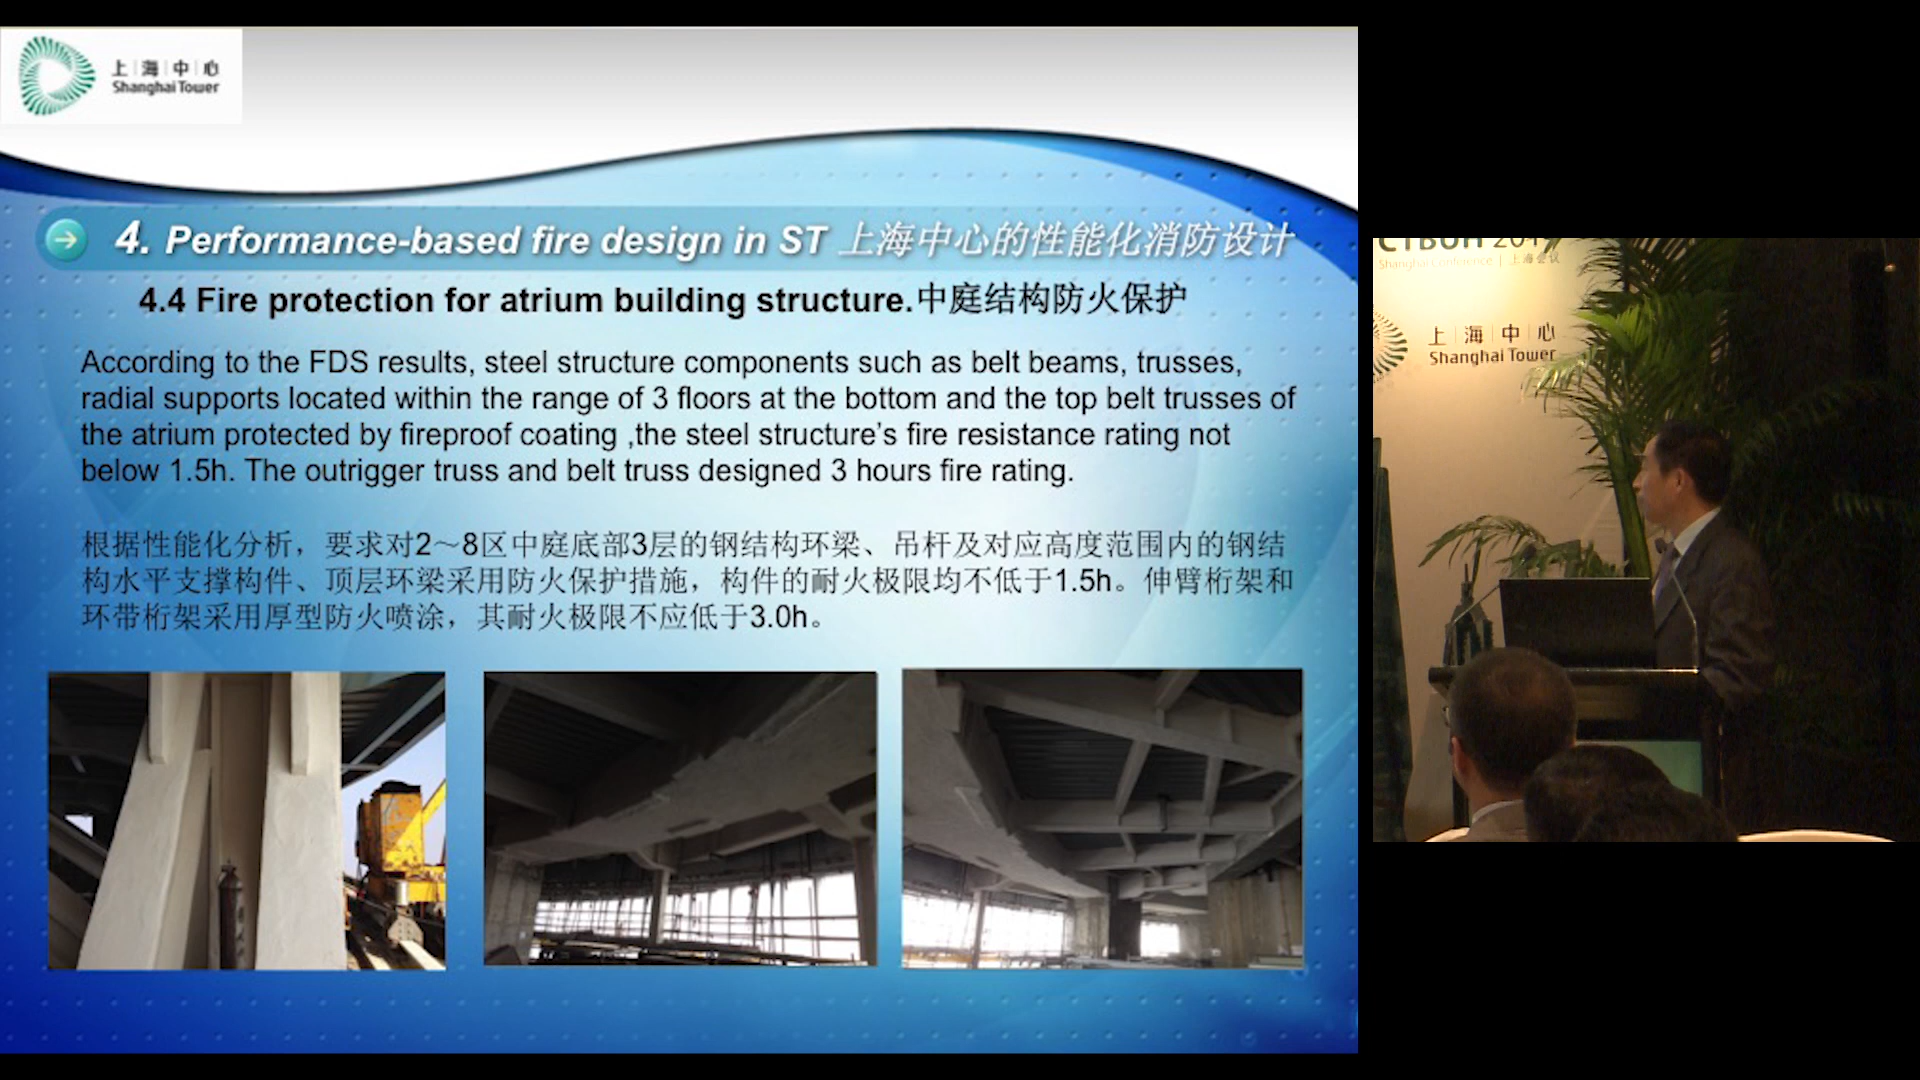 上海中心
Shanghai Tower
4. Performance-based fire design in ST 上海中心的性能化消防设计
4.4 Fire protection for atrium building structure.中庭结构防火保护
According to the FDS results, steel structure components such as belt beams, trusses,
radial supports located within the range of 3 floors at the bottom and the top belt trusses of
the atrium protected by fireproof coating ,the steel structure's fire resistance rating not
below 1.5h. The outrigger truss and belt truss designed 3 hours fire rating.
根据性能化分析，要求对2～8区中庭底部3层的钢结构环梁、吊杆及对应高度范围内的钢结
构水平支撑构件、顶层环梁采用防火保护措施，构件的耐火极限均不低于1.5h。伸臂桁架和
环带桁架采用厚型防火喷涂，其耐火极限不应低于3.0h。
CTBUH
Shanghai Conference | 上海会议
上海中心
Shanghai Tower